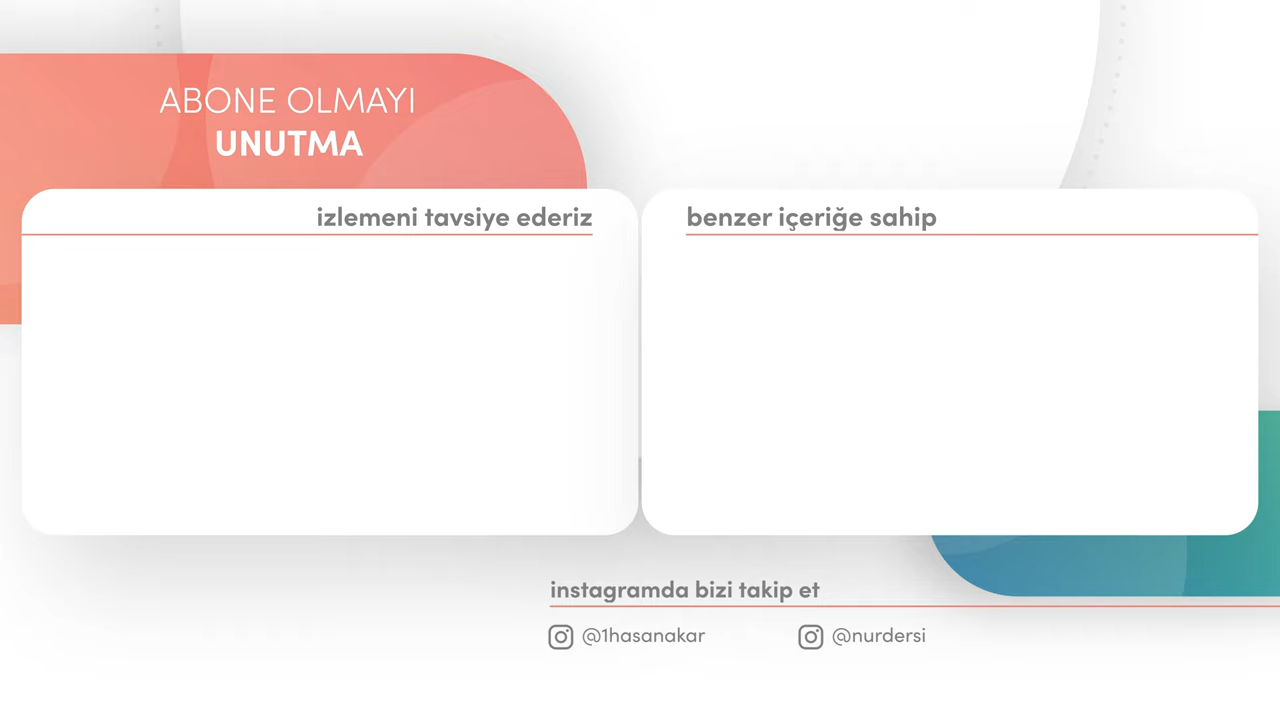 ABONE OLMAYI
UNUTMA
izlemeni tavsiye ederiz
benzer içeriğe sahip
instagramda bizi takip et
@1hasanakar
@nurdersi